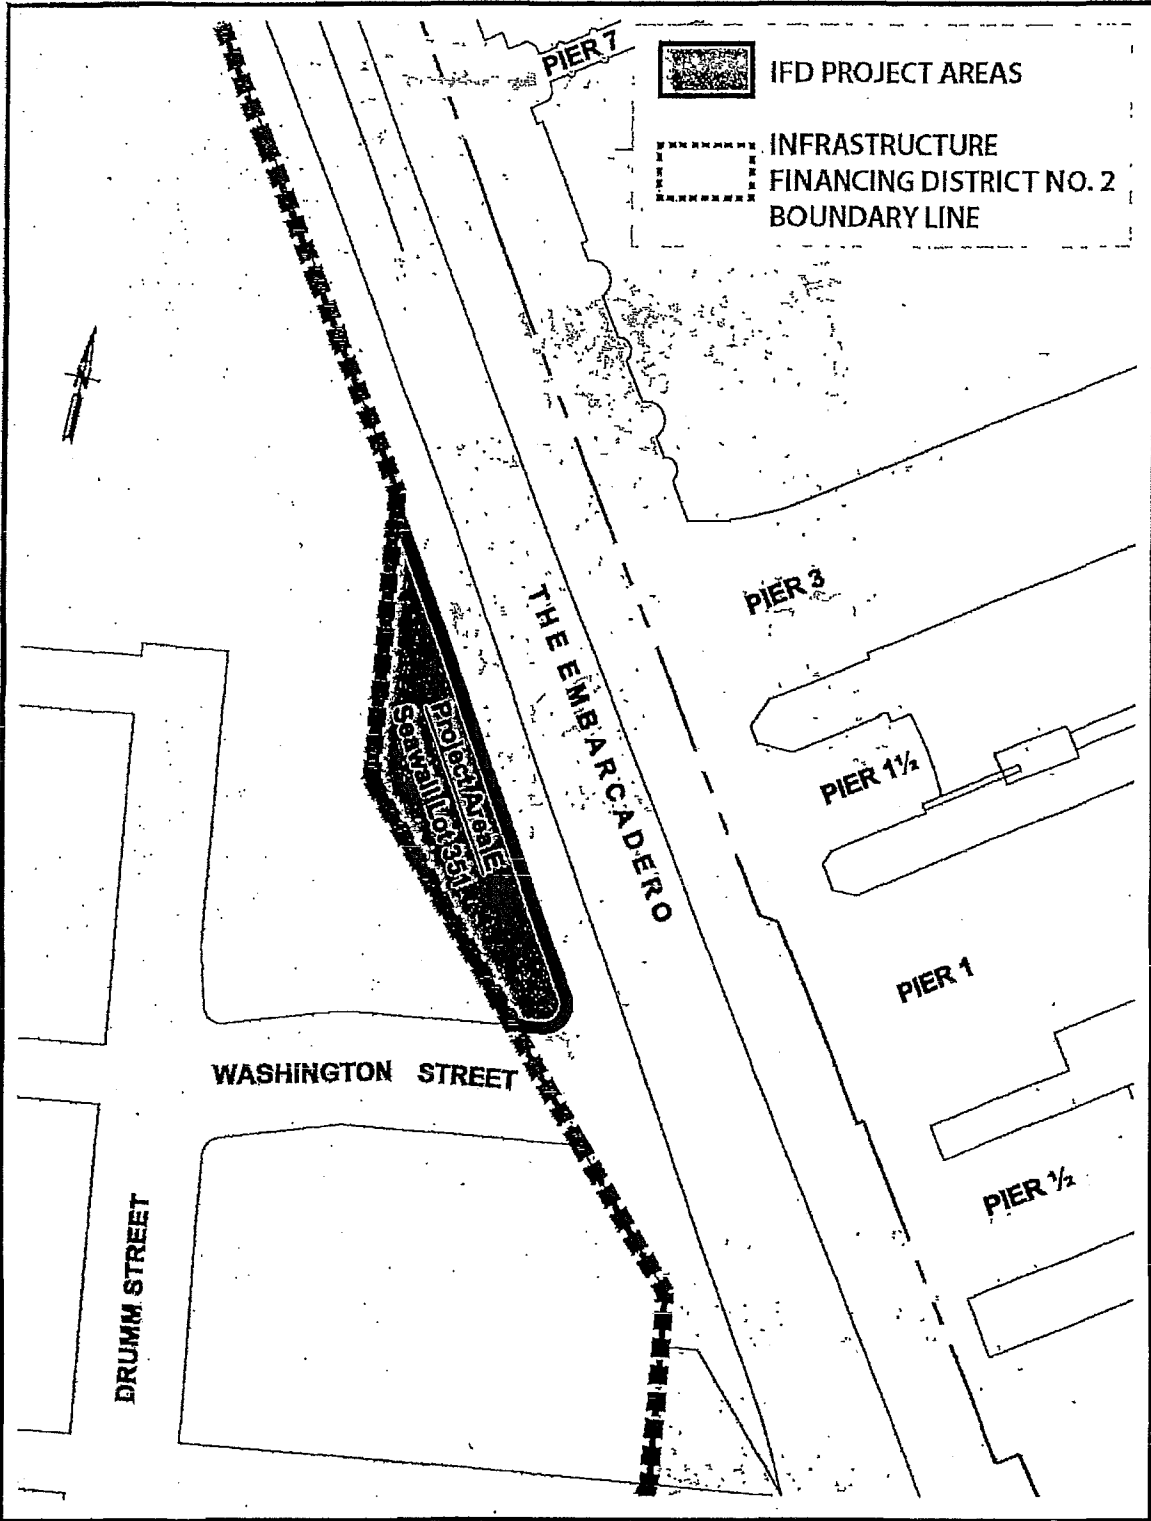 PIER 7
IFD PROJECT AREAS
INFRASTRUCTURE
FINANCING DISTRICT NO. 2
BOUNDARY LINE
THE EMBARCADERO
PIER 3
Project Area E
Seawall Lot 351
PIER 1½
PIER 1
WASHINGTON STREET
PIER ½
DRUMM STREET